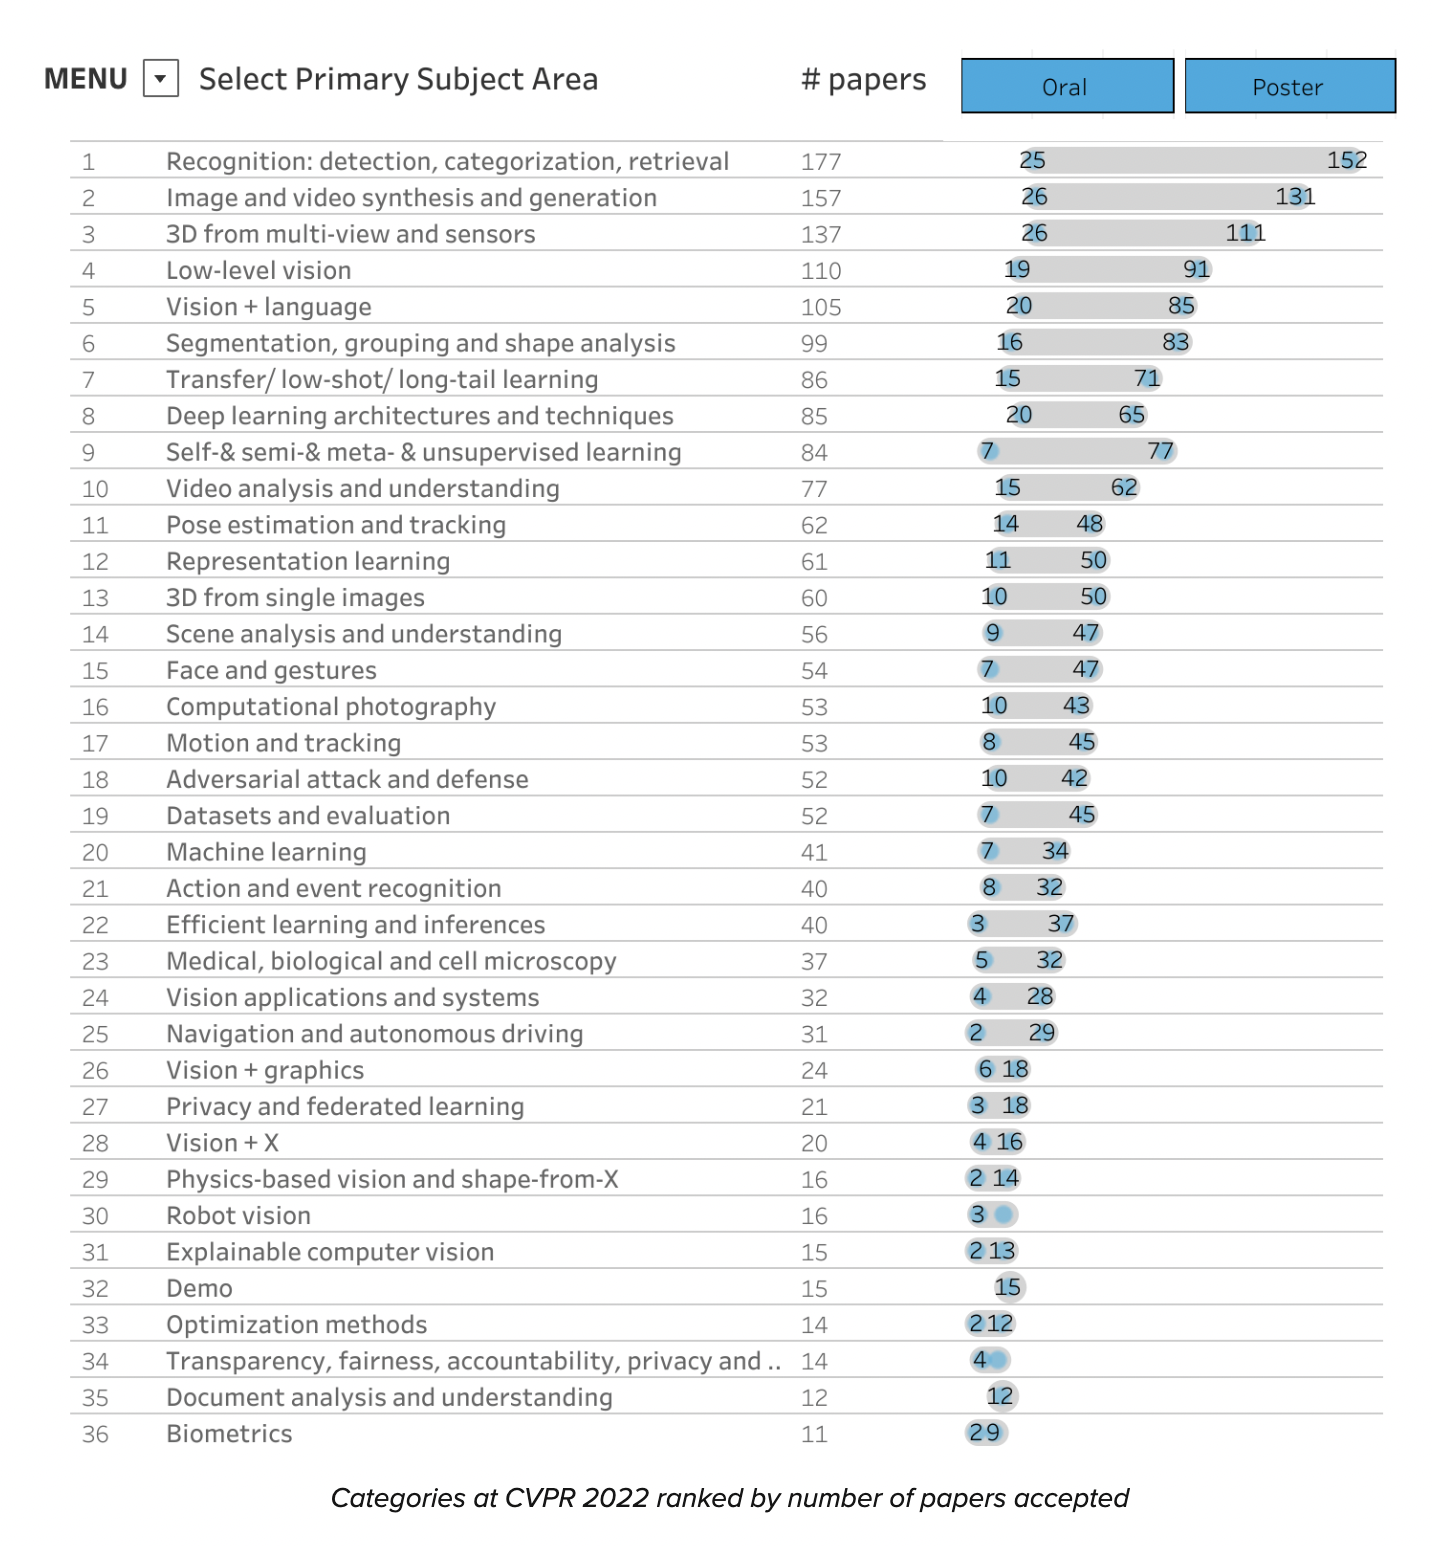 MENU Select Primary Subject Area # papers Oral Poster
1 Recognition: detection, categorization, retrieval 177 25 152
2 Image and video synthesis and generation 157 26 131
3 3D from multi-view and sensors 137 26 111
4 Low-level vision 110 19 91
5 Vision + language 105 20 85
6 Segmentation, grouping and shape analysis 99 16 83
7 Transfer/ low-shot/ long-tail learning 86 15 71
8 Deep learning architectures and techniques 85 20 65
9 Self-& semi-& meta- & unsupervised learning 84 7 77
10 Video analysis and understanding 77 15 62
11 Pose estimation and tracking 62 14 48
12 Representation learning 61 11 50
13 3D from single images 60 10 50
14 Scene analysis and understanding 56 9 47
15 Face and gestures 54 7 47
16 Computational photography 53 10 43
17 Motion and tracking 53 8 45
18 Adversarial attack and defense 52 10 42
19 Datasets and evaluation 52 7 45
20 Machine learning 41 7 34
21 Action and event recognition 40 8 32
22 Efficient learning and inferences 40 3 37
23 Medical, biological and cell microscopy 37 5 32
24 Vision applications and systems 32 4 28
25 Navigation and autonomous driving 31 2 29
26 Vision + graphics 24 6 18
27 Privacy and federated learning 21 3 18
28 Vision + X 20 4 16
29 Physics-based vision and shape-from-X 16 2 14
30 Robot vision 16 3
31 Explainable computer vision 15 2 13
32 Demo 15 15
33 Optimization methods 14 2 12
34 Transparency, fairness, accountability, privacy and .. 14 4
35 Document analysis and understanding 12 12
36 Biometrics 11 2 9
Categories at CVPR 2022 ranked by number of papers accepted